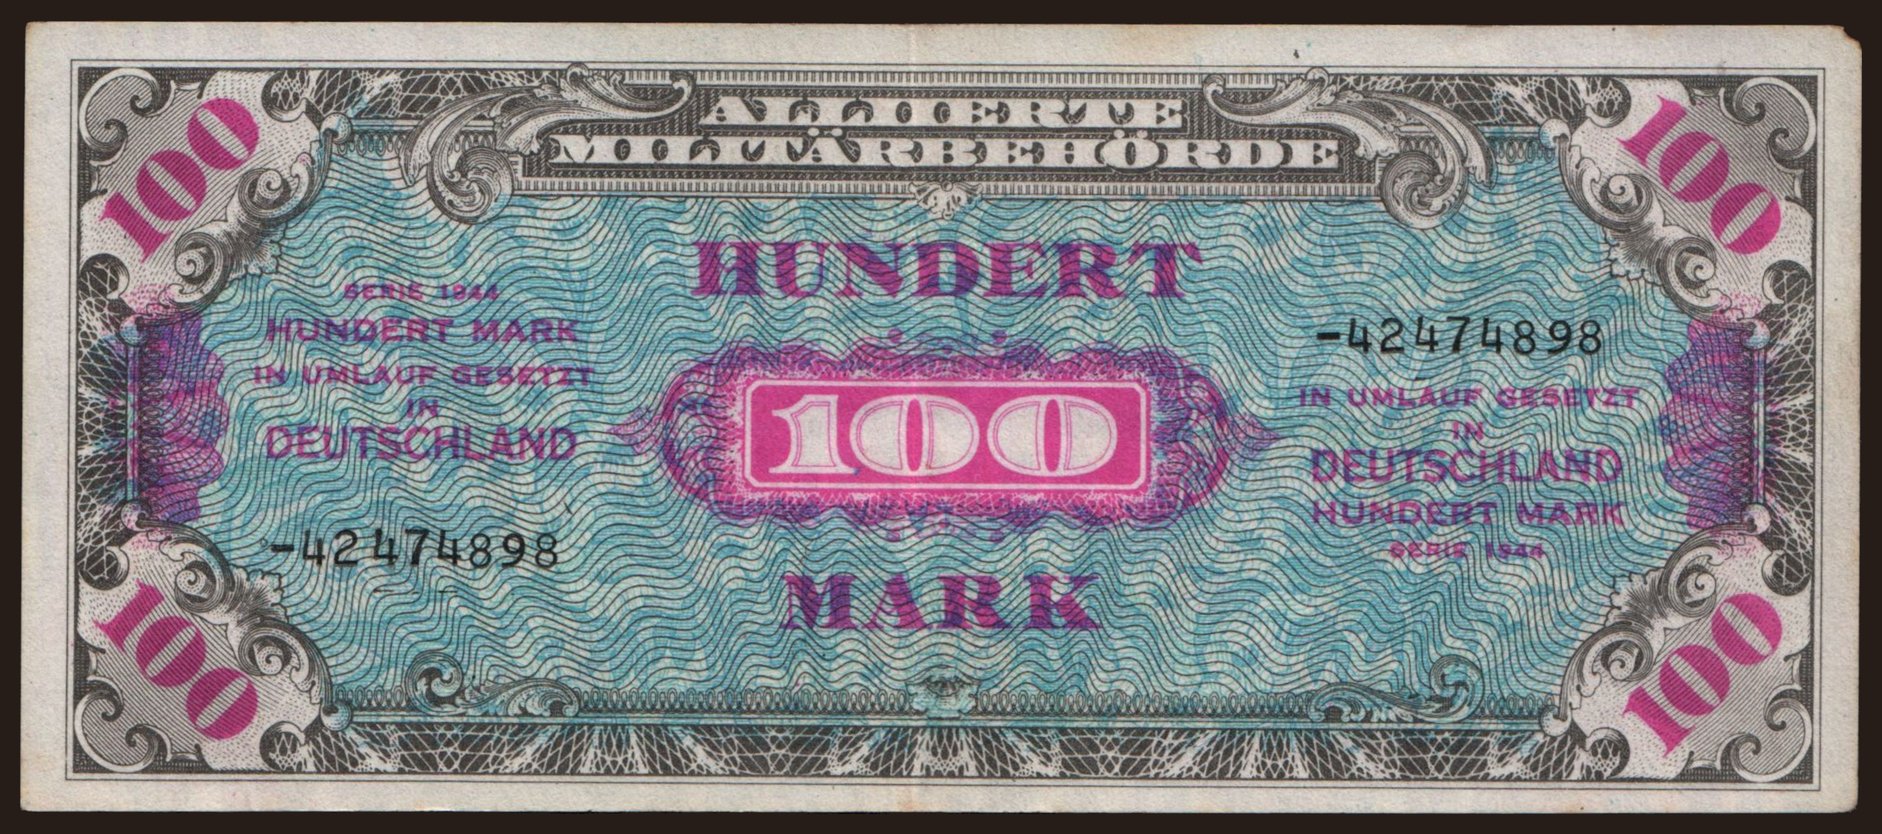 ALLIIERTE
MILITÄRBEHÖRDE
100
100
HUNDERT
SERIE 1944
HUNDERT MARK
IN UMLAUF GESETZT
IN
DEUTSCHLAND
-42474898
100
-42474898
IN UMLAUF GESETZT
IN
DEUTSCHLAND
HUNDERT MARK
SERIE 1944
MARK
100
100